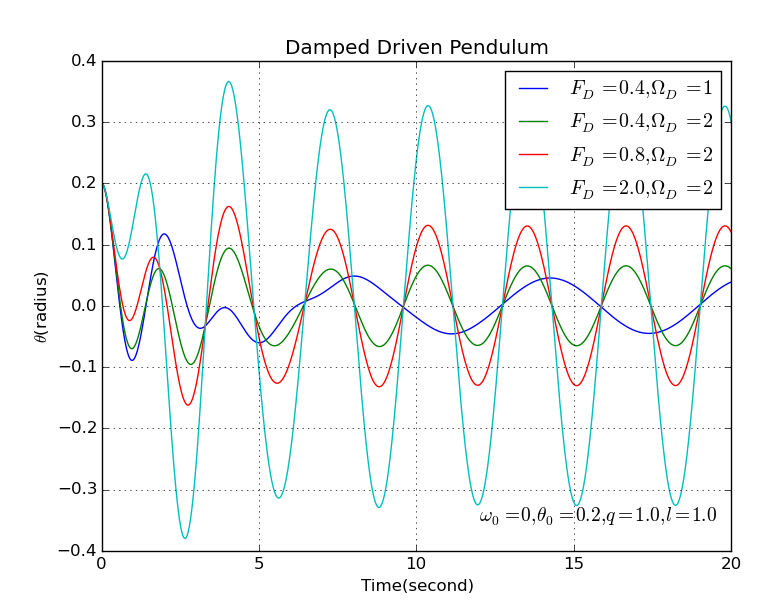 Damped Driven Pendulum
F_D =0.4,Ω_D =1
F_D =0.4,Ω_D =2
F_D =0.8,Ω_D =2
F_D =2.0,Ω_D =2
0.4
0.3
0.2
0.1
0.0
−0.1
−0.2
−0.3
−0.4
θ(radius)
ω_0 =0,θ_0 =0.2,q=1.0,l=1.0
0 5 10 15 20
Time(second)